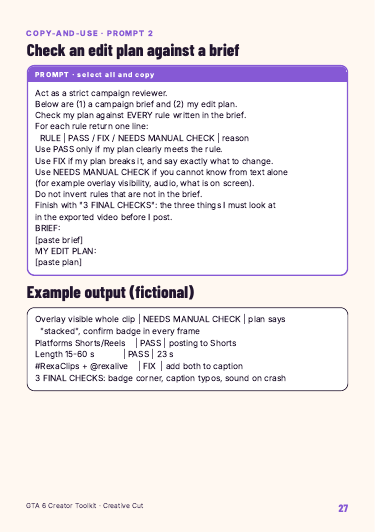 COPY-AND-USE · PROMPT 2
Check an edit plan against a brief
PROMPT · select all and copy
Act as a strict campaign reviewer.
Below are (1) a campaign brief and (2) my edit plan.
Check my plan against EVERY rule written in the brief.
For each rule return one line:
RULE | PASS / FIX / NEEDS MANUAL CHECK | reason
Use PASS only if my plan clearly meets the rule.
Use FIX if my plan breaks it, and say exactly what to change.
Use NEEDS MANUAL CHECK if you cannot know from text alone
(for example overlay visibility, audio, what is on screen).
Do not invent rules that are not in the brief.
Finish with "3 FINAL CHECKS": the three things I must look at
in the exported video before I post.
BRIEF:
[paste brief]
MY EDIT PLAN:
[paste plan]
Example output (fictional)
Overlay visible whole clip | NEEDS MANUAL CHECK | plan says
"stacked", confirm badge in every frame
Platforms Shorts/Reels | PASS | posting to Shorts
Length 15-60 s | PASS | 23 s
#RexaClips + @rexalive | FIX | add both to caption
3 FINAL CHECKS: badge corner, caption typos, sound on crash
GTA 6 Creator Toolkit · Creative Cut
27